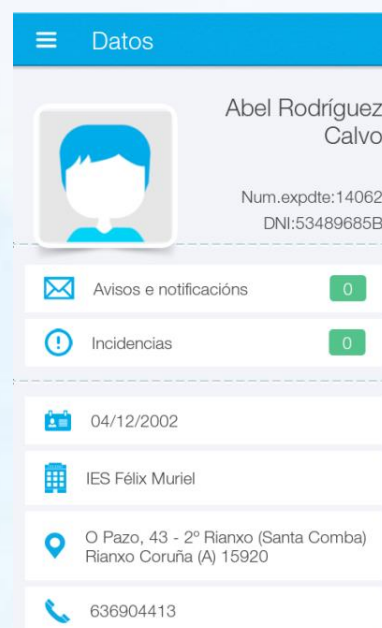 Datos
Abel Rodríguez
Calvo
Num.expdte:14062
DNI:53489685B
Avisos e notificacións 0
Incidencias 0
04/12/2002
IES Félix Muriel
O Pazo, 43 - 2º Rianxo (Santa Comba)
Rianxo Coruña (A) 15920
636904413